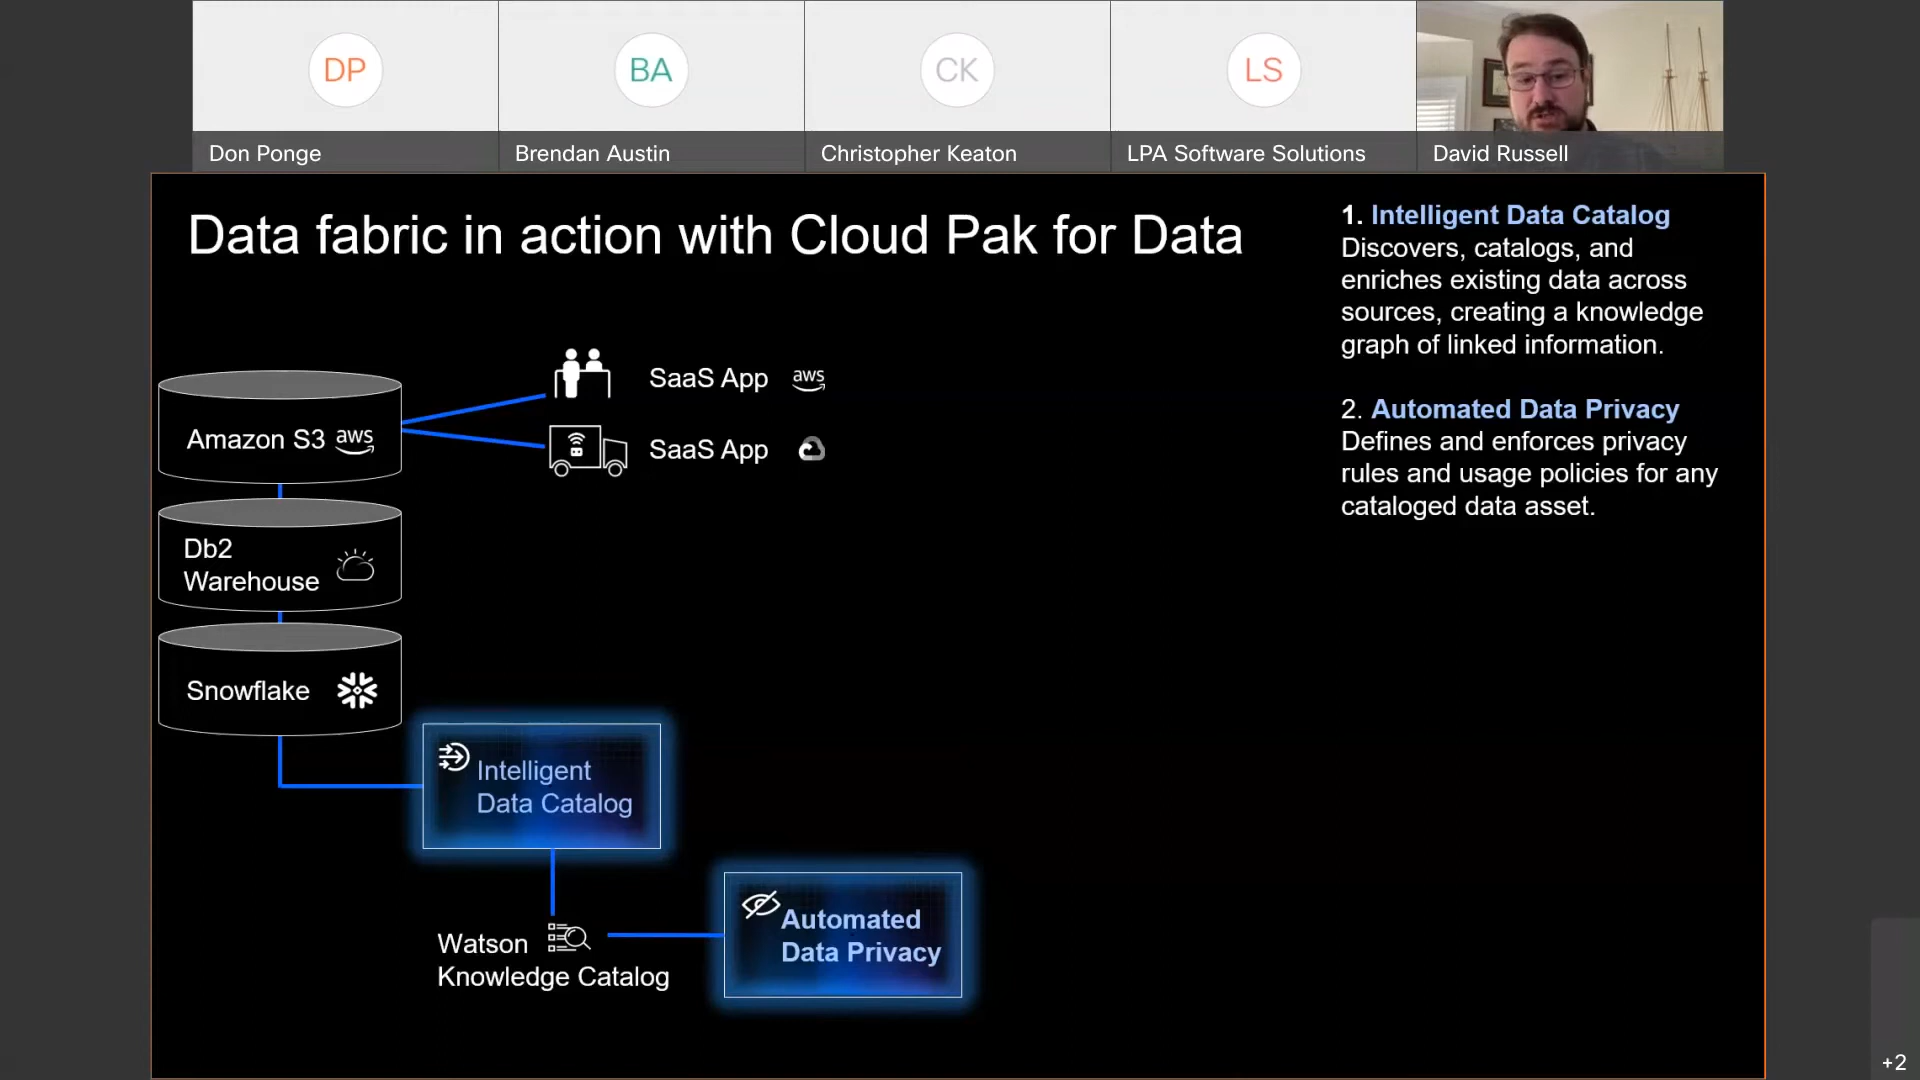 DP
BA
CK
LS
Don Ponge
Brendan Austin
Christopher Keaton
LPA Software Solutions
David Russell
Data fabric in action with Cloud Pak for Data
SaaS App aws
SaaS App
Amazon S3 aws
Db2
Warehouse
Snowflake
Intelligent
Data Catalog
Watson
Knowledge Catalog
Automated
Data Privacy
1. Intelligent Data Catalog
Discovers, catalogs, and
enriches existing data across
sources, creating a knowledge
graph of linked information.
2. Automated Data Privacy
Defines and enforces privacy
rules and usage policies for any
cataloged data asset.
+2